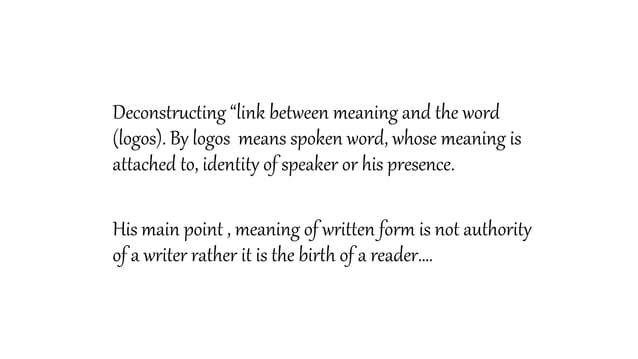 Deconstructing “link between meaning and the word
(logos). By logos  means spoken word, whose meaning is
attached to, identity of speaker or his presence.
His main point , meaning of written form is not authority
of a writer rather it is the birth of a reader....